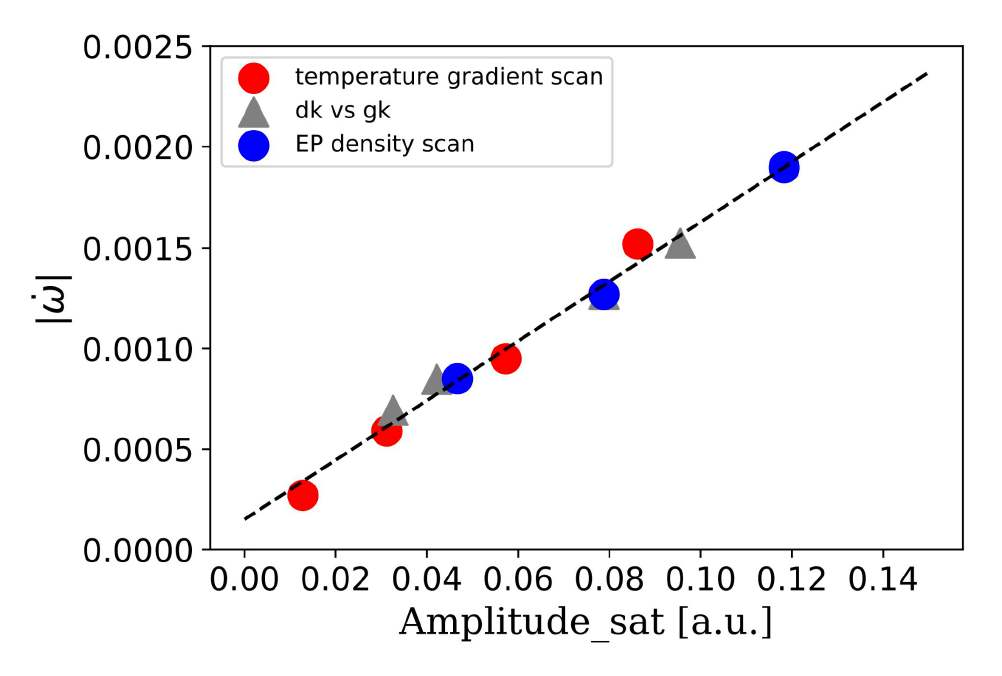 0.0025
0.0020
0.0015
0.0010
0.0005
0.0000
|ω̇|
temperature gradient scan
dk vs gk
EP density scan
0.00 0.02 0.04 0.06 0.08 0.10 0.12 0.14
Amplitude_sat [a.u.]